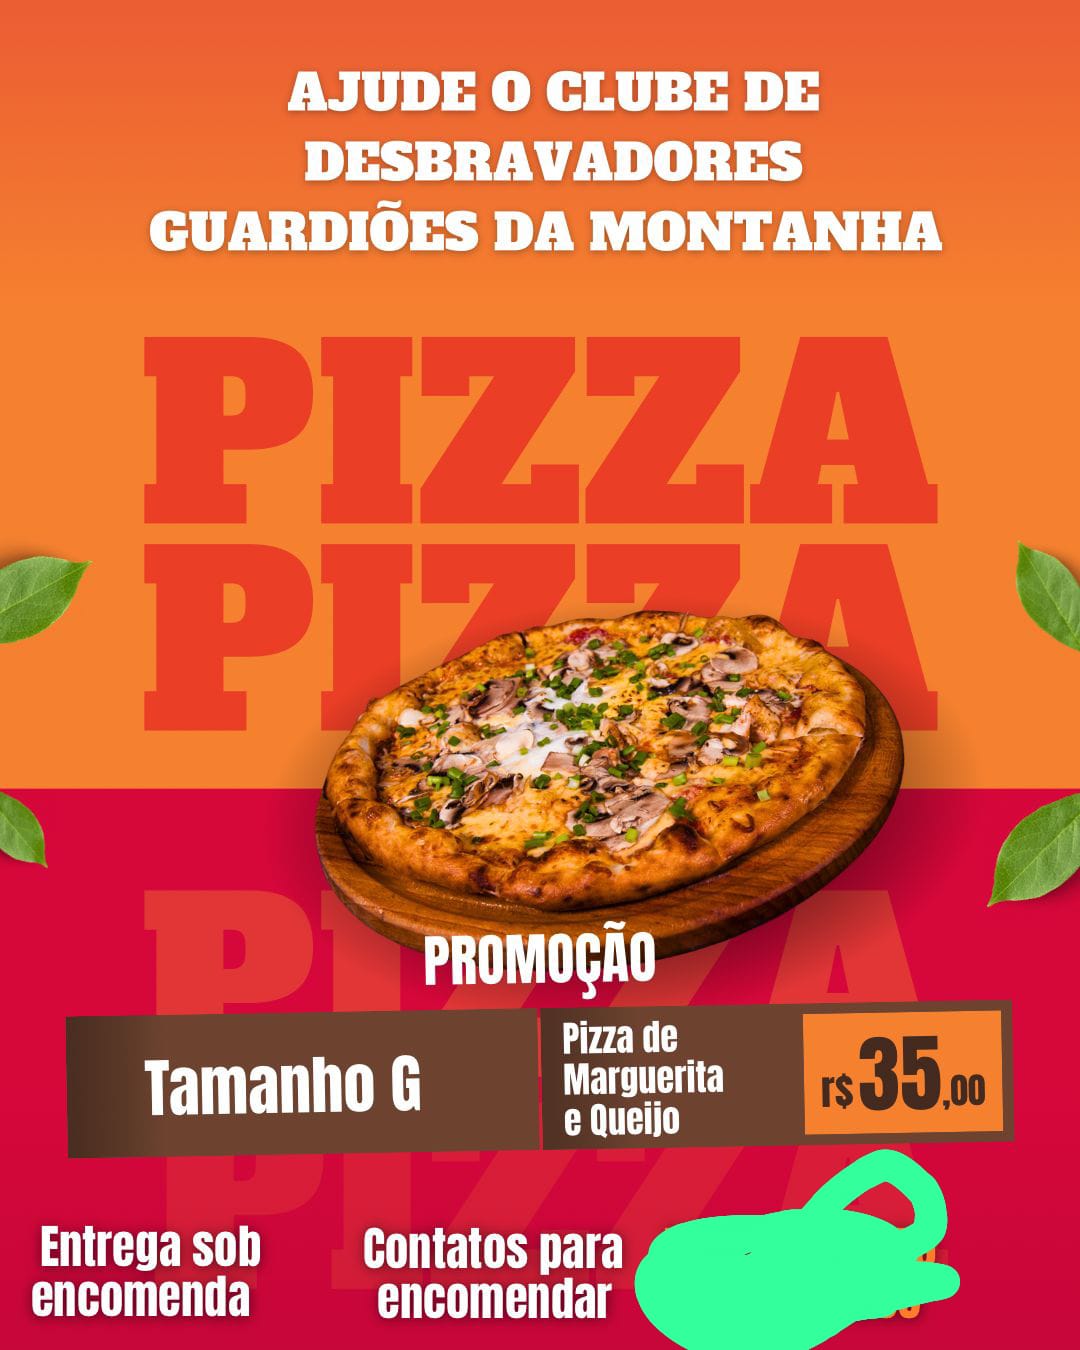 AJUDE O CLUBE DE
DESBRAVADORES
GUARDIÕES DA MONTANHA
PIZZA
PIZZA
PIZZA
PROMOÇÃO
Tamanho G
Pizza de
Marguerita
e Queijo
R$35,00
PIZZA
Entrega sob
encomenda
Contatos para
encomendar